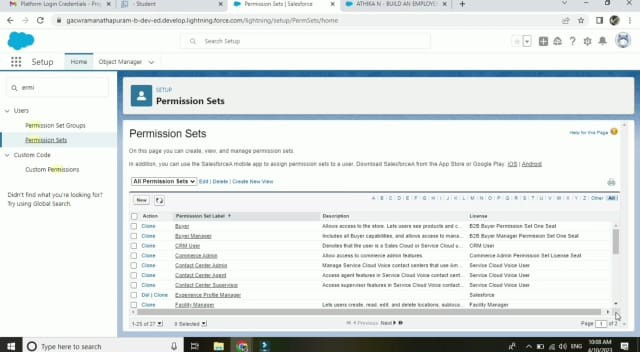 Platform Login Credentials - Prog
- Student
Permission Sets | Salesforce
ATHIKA N - BUILD AN EMPLOYE
gacwramanathapuram-b-dev-ed.develop.lightning.force.com/lightning/setup/PermSets/home
Search Setup
Setup
Home
Object Manager
ermi
Users
Permission Set Groups
Permission Sets
Custom Code
Custom Permissions
Didn't find what you're looking for?
Try using Global Search.
SETUP
Permission Sets
Permission Sets
Help for this Page
On this page you can create, view, and manage permission sets.
In addition, you can use the SalesforceA mobile app to assign permission sets to a user. Download SalesforceA from the App Store or Google Play: iOS | Android
All Permission Sets Edit | Delete | Create New View
New
A | B | C | D | E | F | G | H | I | J | K | L | M | N | O | P | Q | R | S | T | U | V | W | X | Y | Z | Other All
Action Permission Set Label Description License
Clone Buyer Allows access to the store. Lets users see products and c... B2B Buyer Permission Set One Seat
Clone Buyer Manager Includes all Buyer capabilities, and allows access to mana... B2B Buyer Manager Permission Set One Seat
Clone CRM User Denotes that the user is a Sales Cloud or Service Cloud u... CRM User
Clone Commerce Admin Allow access to commerce admin features. Commerce Admin Permission Set License Seat
Clone Contact Center Admin Manage Service Cloud Voice contact centers that use Am... Service Cloud Voice User
Clone Contact Center Agent Access agent features in Service Cloud Voice contact cent... Service Cloud Voice User
Clone Contact Center Supervisor Access supervisor features in Service Cloud Voice contact... Service Cloud Voice User
Del | Clone Experience Profile Manager Salesforce
Clone Facility Manager Lets users create, read, edit, and delete locations, subloca... Facility Manager
1-25 of 27 0 Selected Previous Next Page 1 of 2
Type here to search
ENG
10:08 AM
4/10/2023